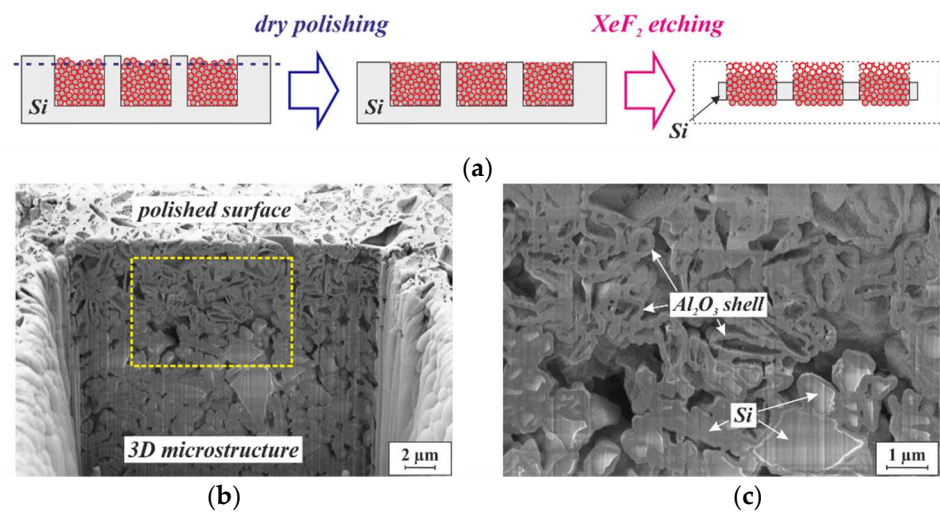 dry polishing
XeF₂ etching
Si
Si
Si
(a)
polished surface
3D microstructure
2 µm
Al₂O₃ shell
Si
1 µm
(b)
(c)